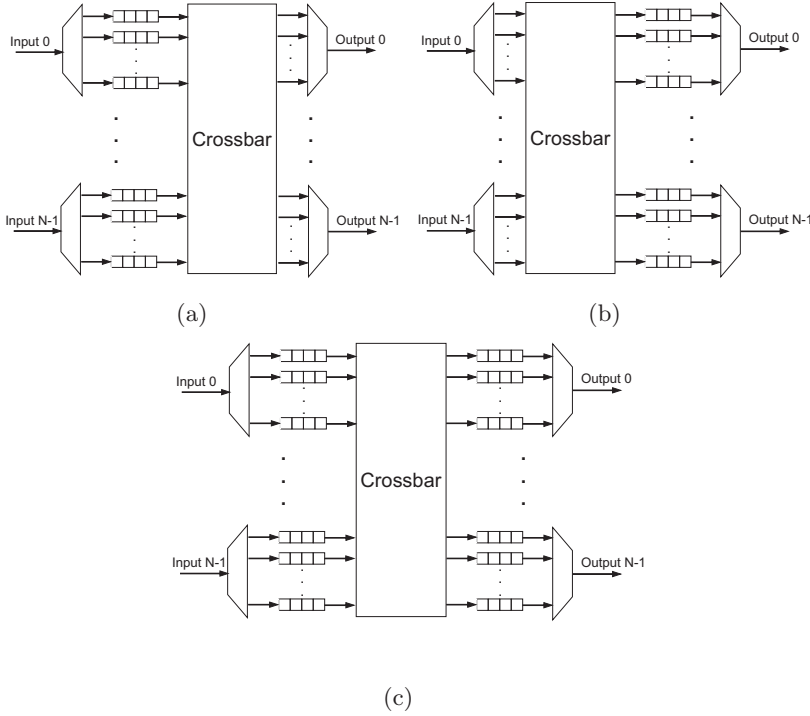 Input 0
Output 0
Crossbar
Input N-1
Output N-1
(a)
Input 0
Output 0
Crossbar
Input N-1
Output N-1
(b)
Input 0
Output 0
Crossbar
Input N-1
Output N-1
(c)